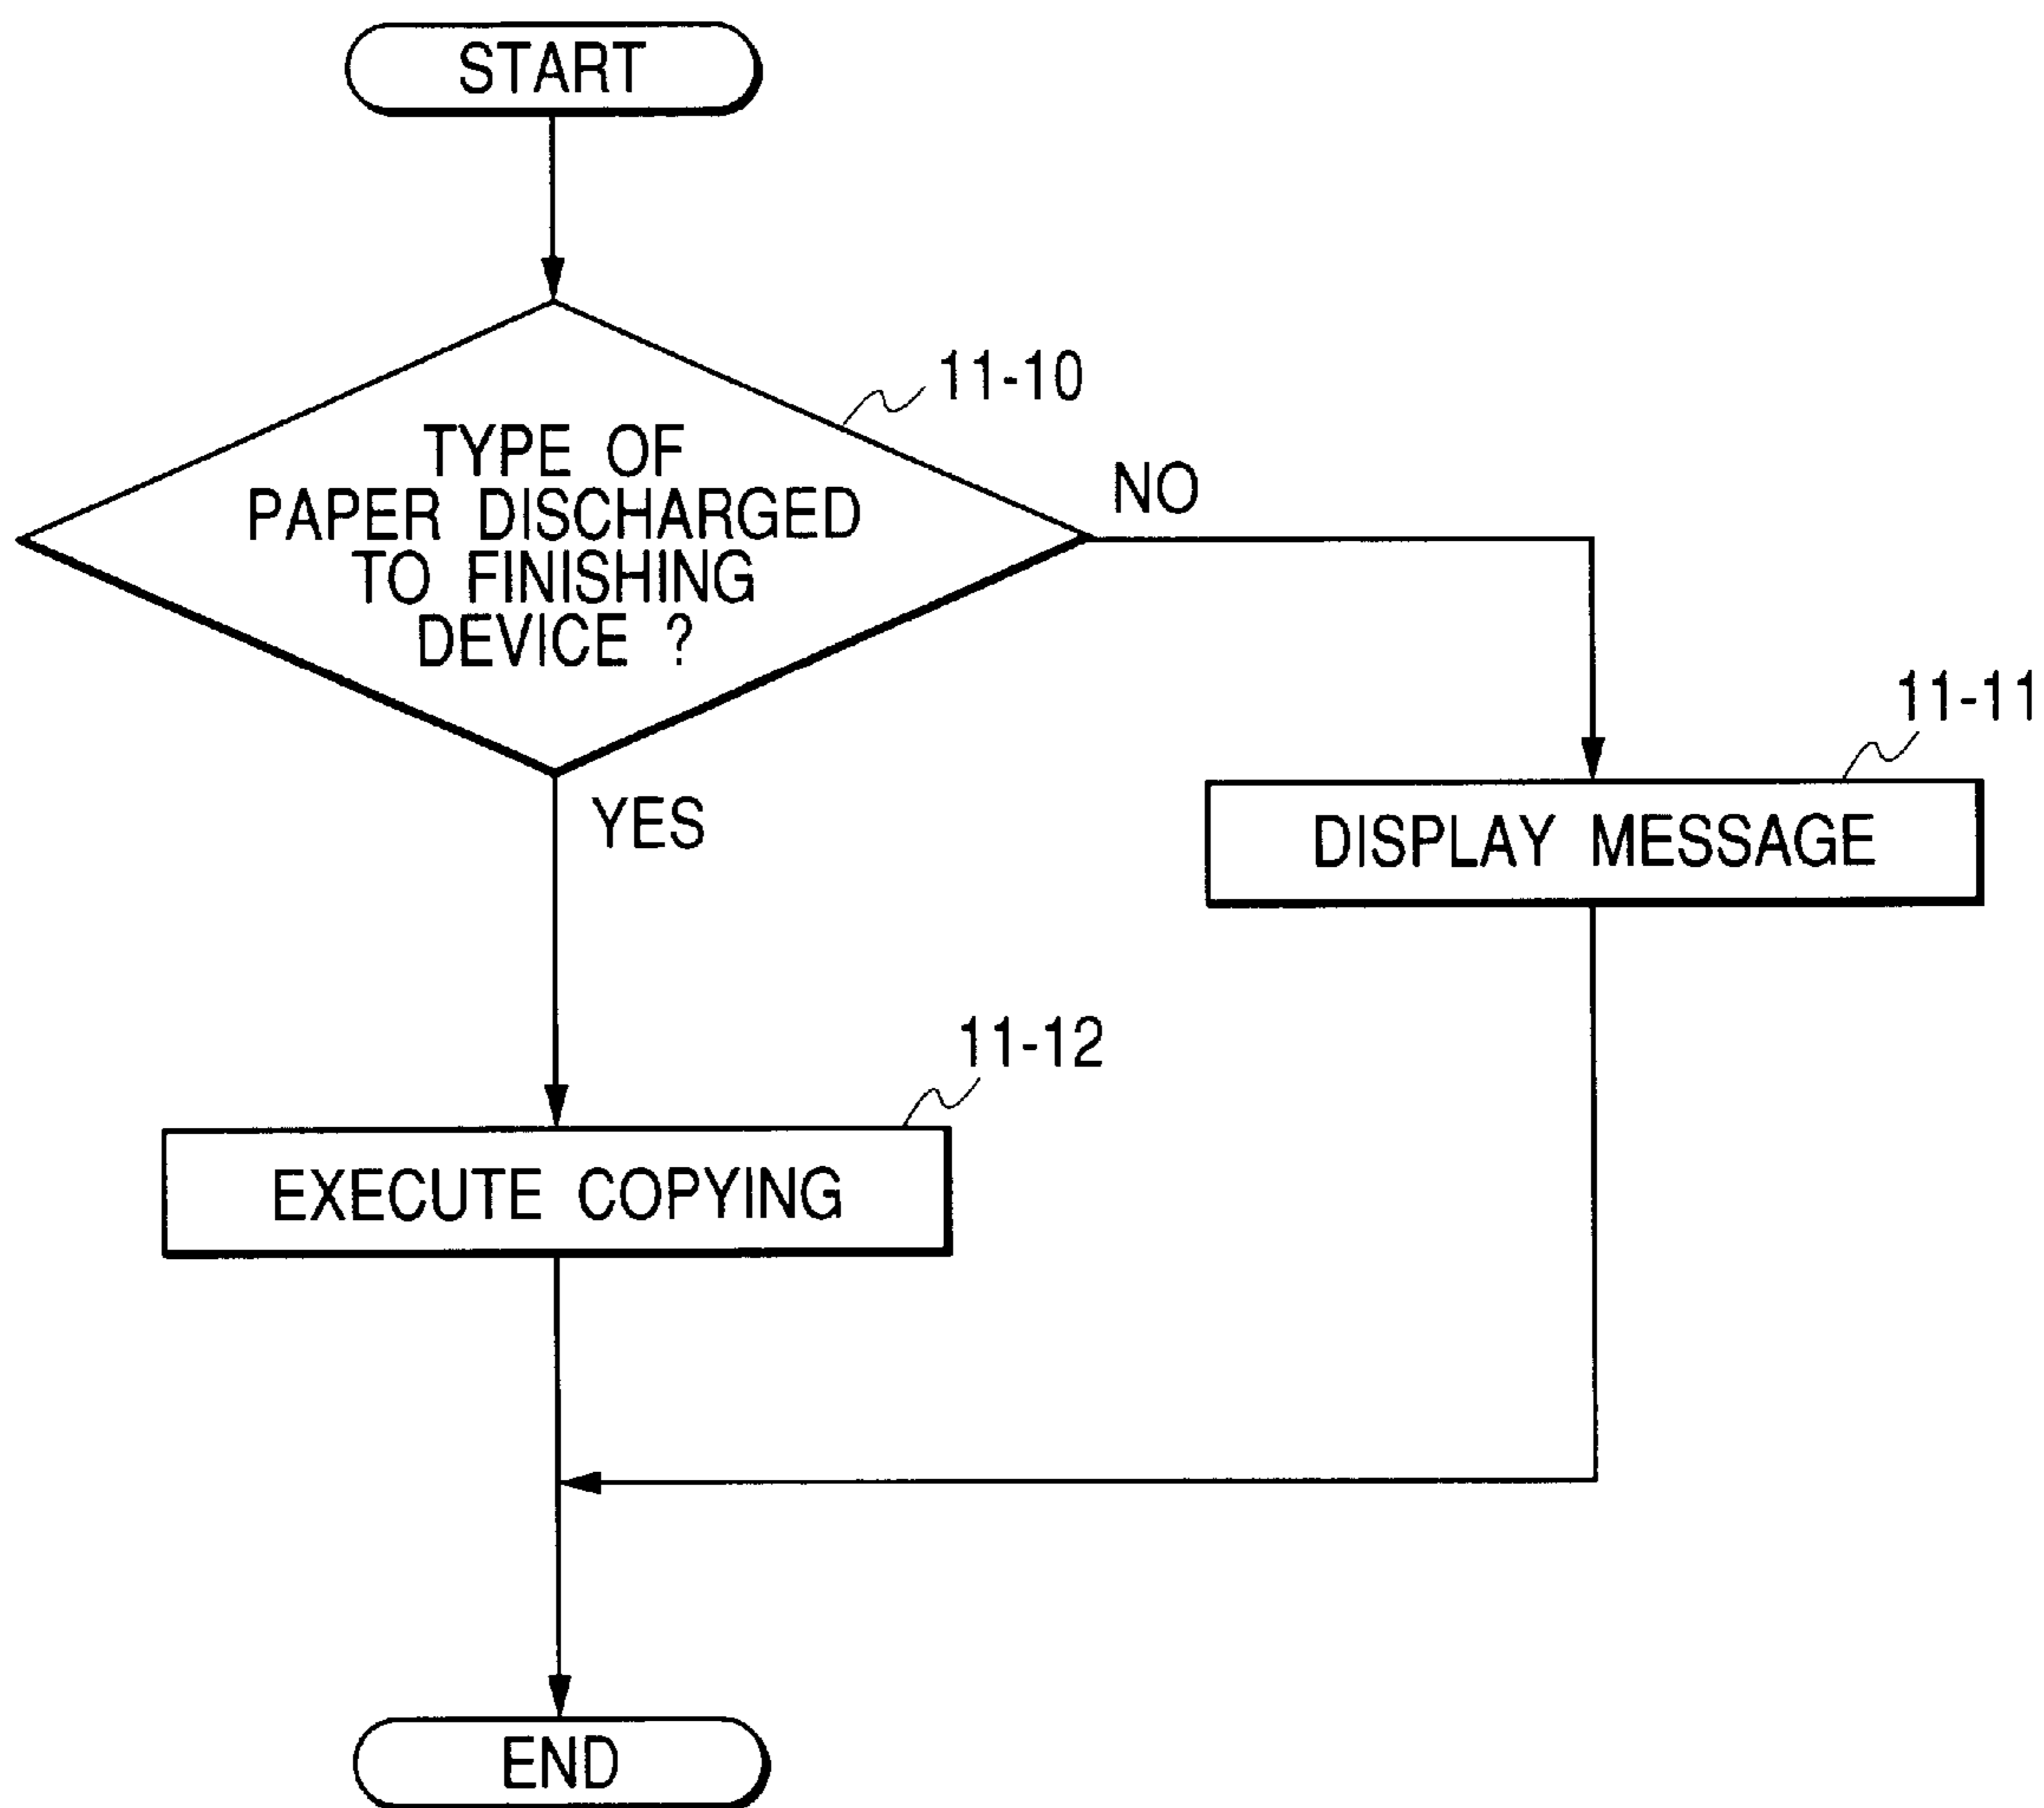 START
11-10
TYPE OF
PAPER DISCHARGED
TO FINISHING
DEVICE ?
NO
YES
11-11
DISPLAY MESSAGE
11-12
EXECUTE COPYING
END